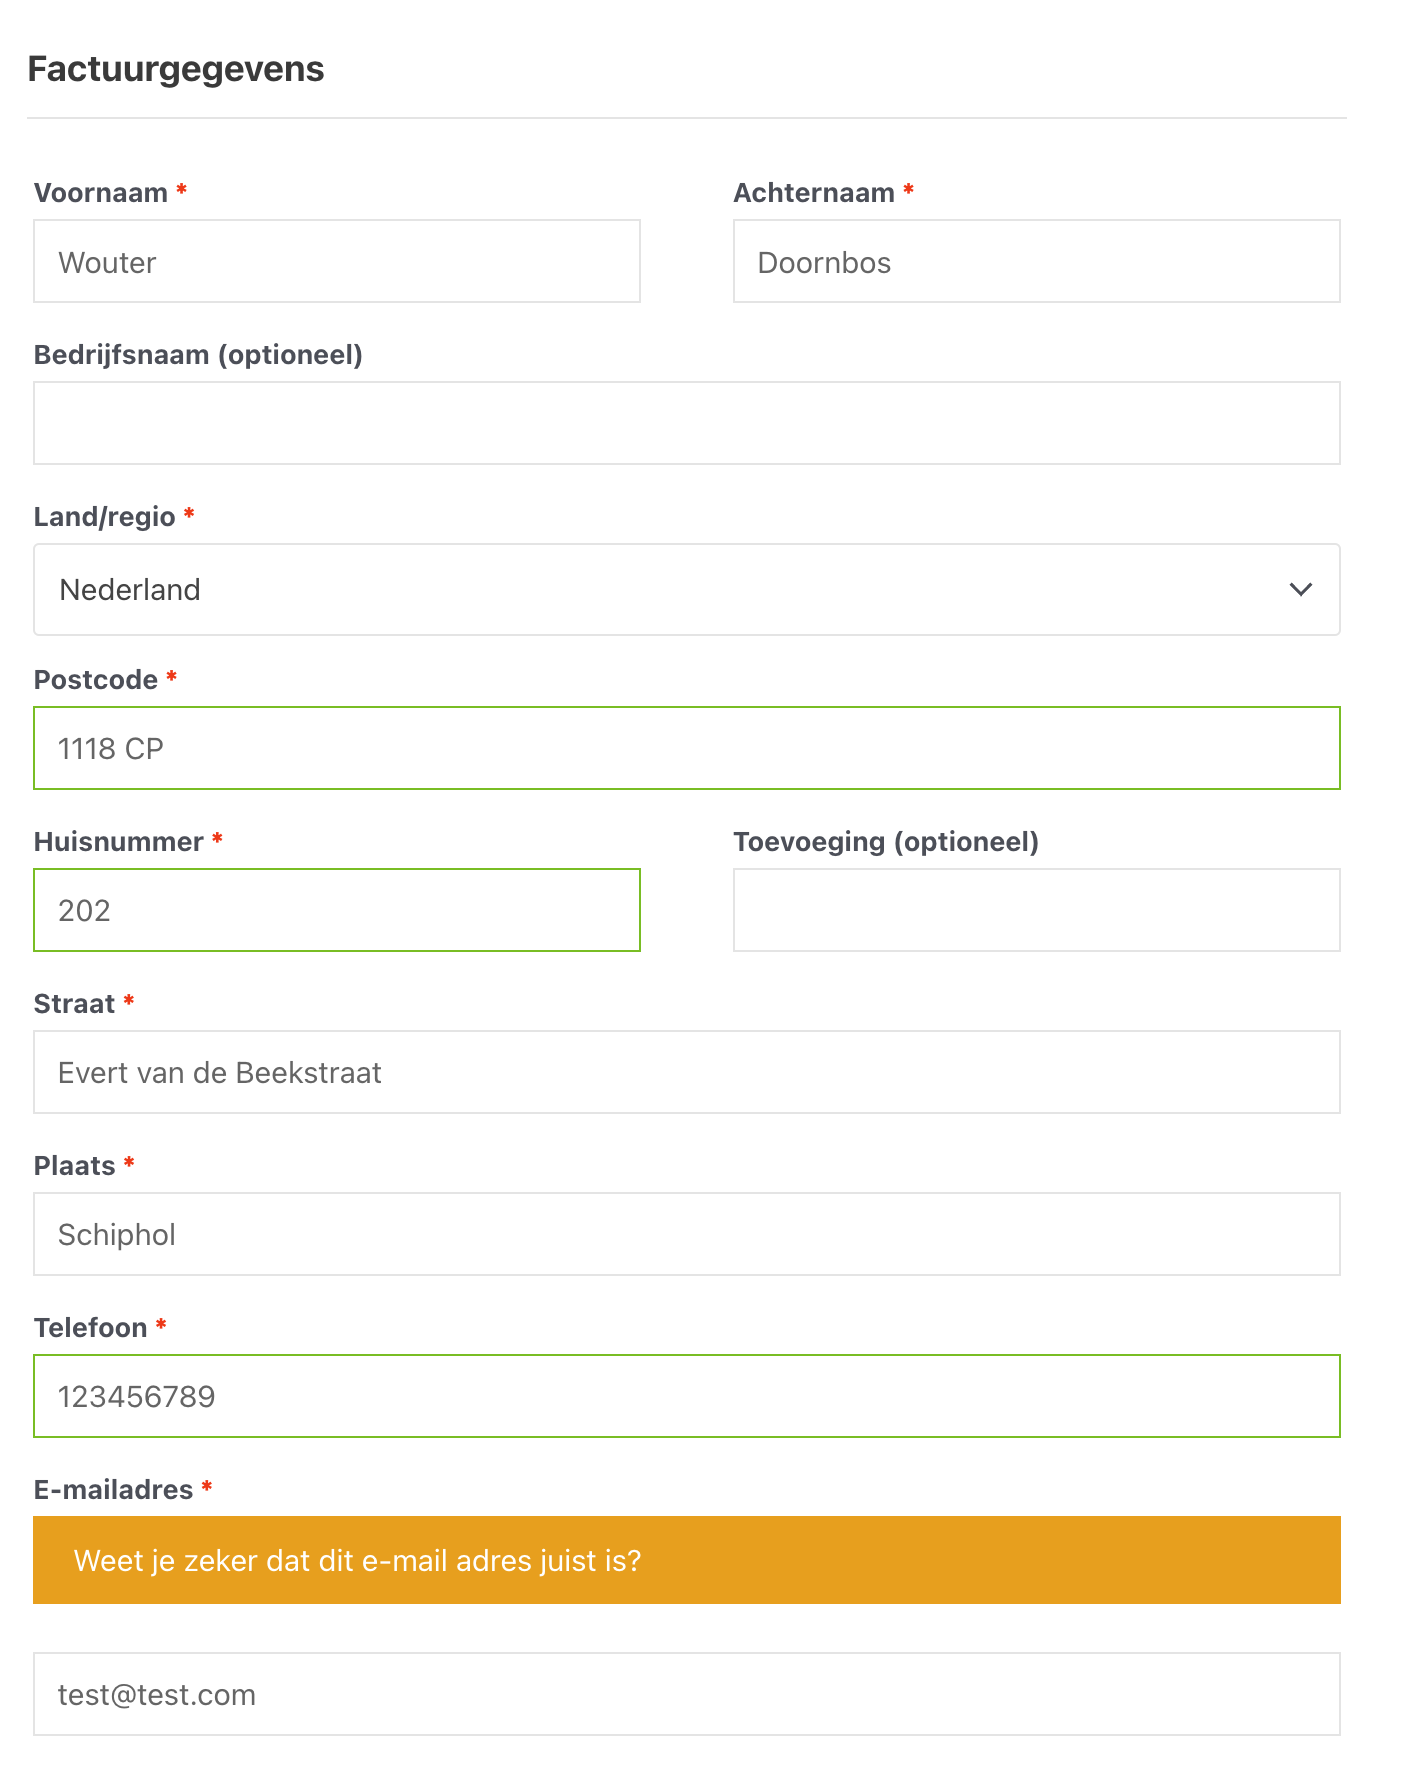 Factuurgegevens
Voornaam *
Achternaam *
Wouter
Doornbos
Bedrijfsnaam (optioneel)
Land/regio *
Nederland
Postcode *
1118 CP
Huisnummer *
Toevoeging (optioneel)
202
Straat *
Evert van de Beekstraat
Plaats *
Schiphol
Telefoon *
123456789
E-mailadres *
Weet je zeker dat dit e-mail adres juist is?
test@test.com